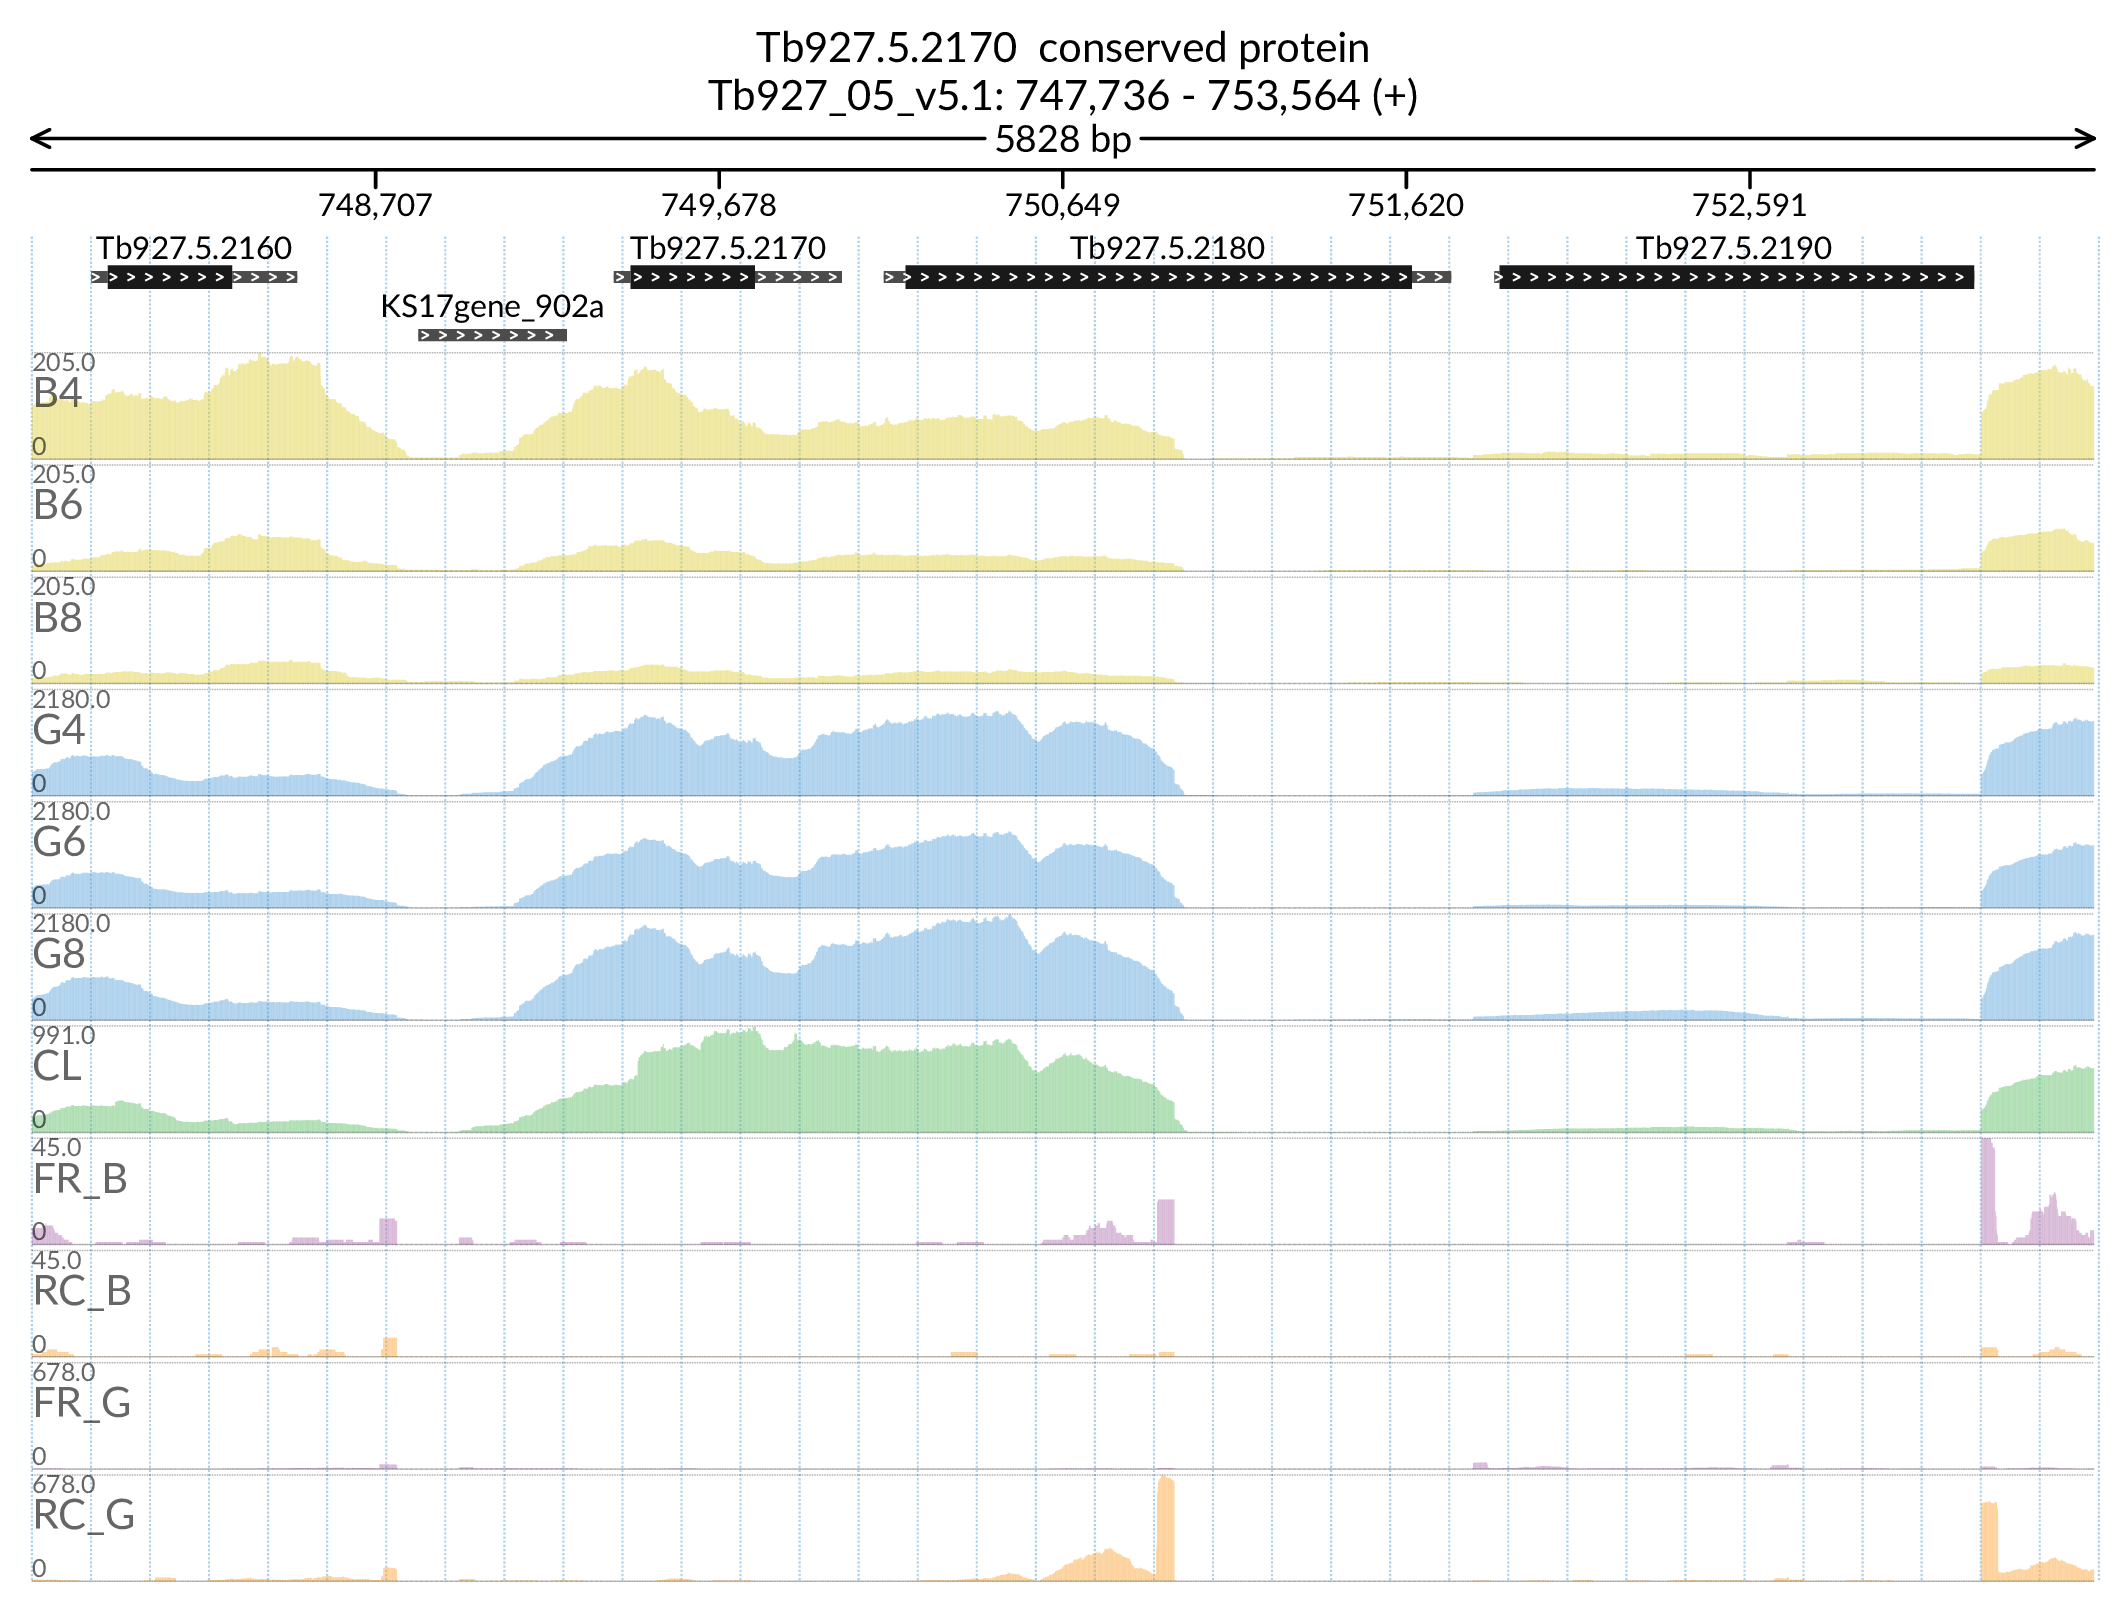 Tb927.5.2170  conserved protein
Tb927_05_v5.1: 747,736 - 753,564 (+)
5828 bp
748,707 749,678 750,649 751,620 752,591
Tb927.5.2160 Tb927.5.2170 Tb927.5.2180 Tb927.5.2190
KS17gene_902a
205.0
B4
0
205.0
B6
0
205.0
B8
0
2180.0
G4
0
2180.0
G6
0
2180.0
G8
0
991.0
CL
0
45.0
FR_B
0
45.0
RC_B
0
678.0
FR_G
0
678.0
RC_G
0